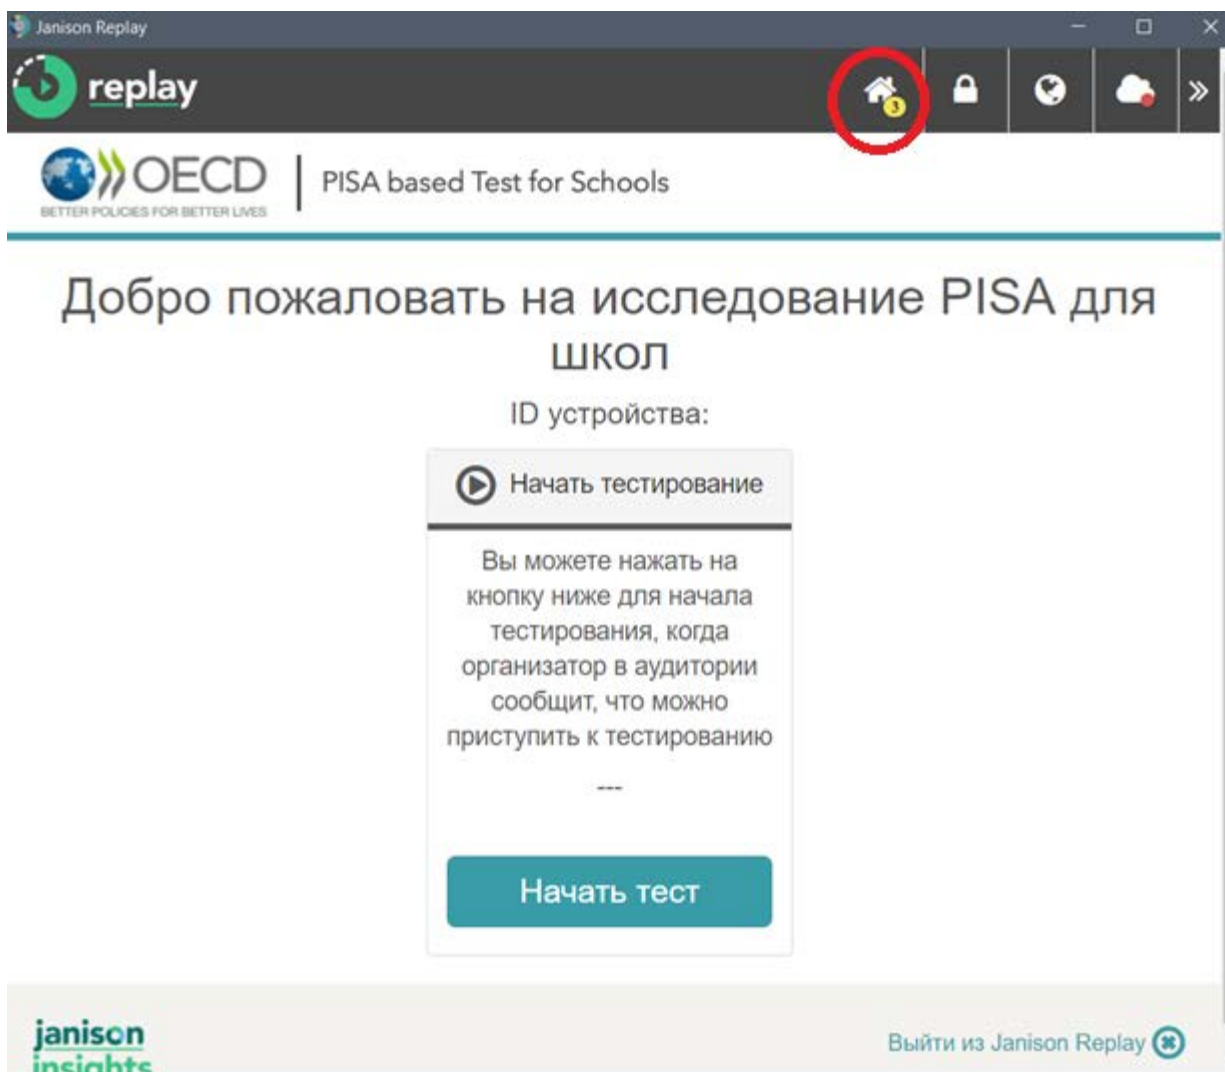 Janison Replay
replay
3
OECD
BETTER POLICIES FOR BETTER LIVES
PISA based Test for Schools
Добро пожаловать на исследование PISA для
школ
ID устройства:
Начать тестирование
Вы можете нажать на
кнопку ниже для начала
тестирования, когда
организатор в аудитории
сообщит, что можно
приступить к тестированию
---
Начать тест
janison
insights
Выйти из Janison Replay